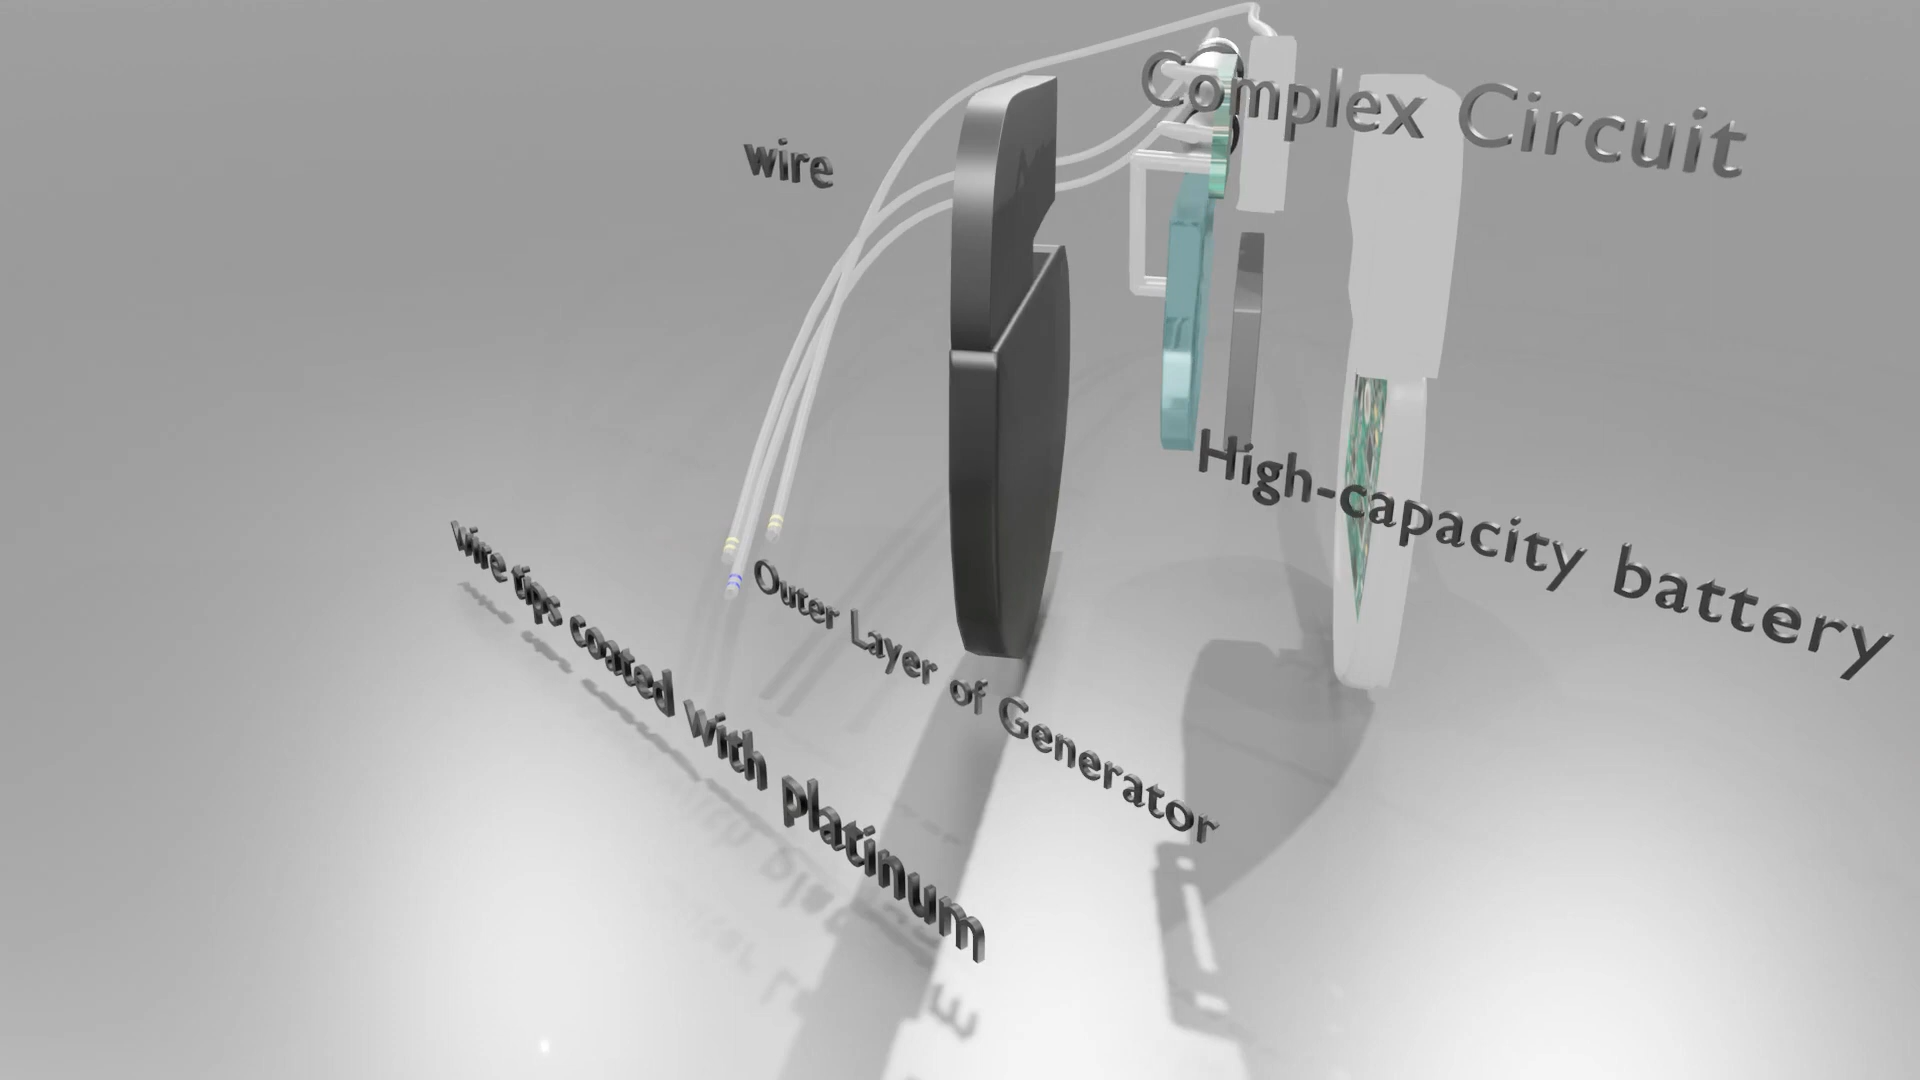 Complex Circuit
wire
High-capacity battery
Outer Layer of Generator
Wire tips coated with platinum